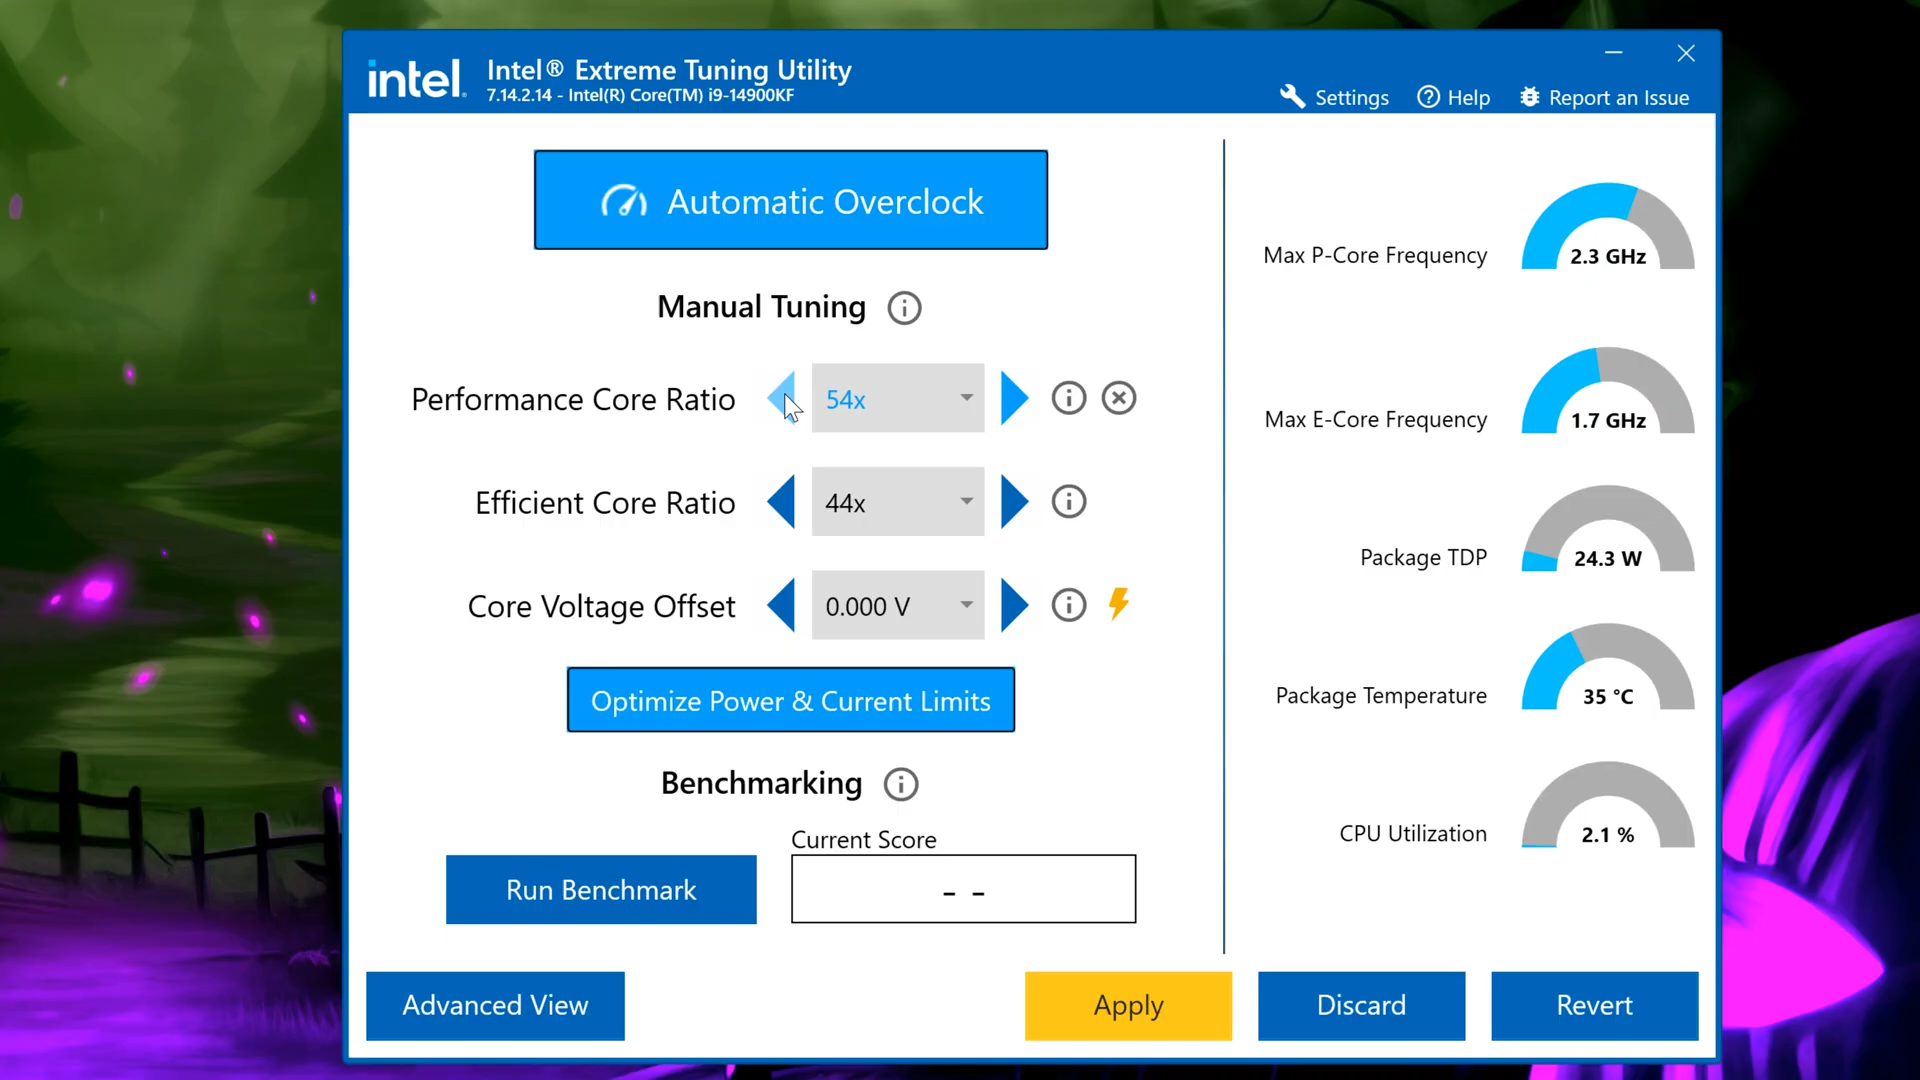 intel.
Intel® Extreme Tuning Utility
7.14.2.14 - Intel(R) Core(TM) i9-14900KF
Settings
Help
Report an Issue
Automatic Overclock
Manual Tuning
Performance Core Ratio
54x
Efficient Core Ratio
44x
Core Voltage Offset
0.000 V
Optimize Power & Current Limits
Benchmarking
Current Score
Run Benchmark
- -
Max P-Core Frequency
2.3 GHz
Max E-Core Frequency
1.7 GHz
Package TDP
24.3 W
Package Temperature
35 °C
CPU Utilization
2.1 %
Advanced View
Apply
Discard
Revert